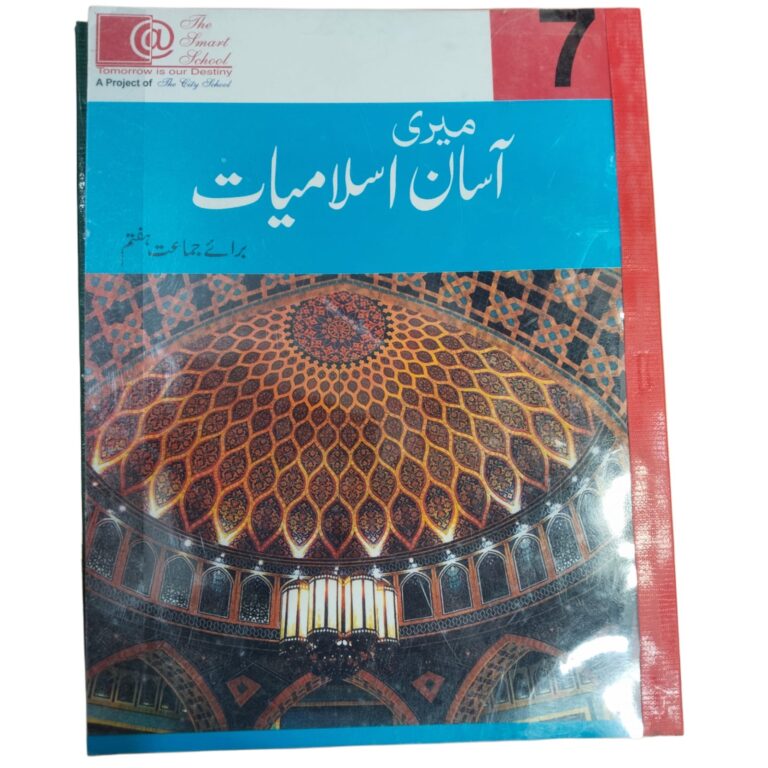 The
Smart
School
Tomorrow is our Destiny
A Project of The City School
7
میری
آسان اسلامیات
برائے جماعت ہفتم